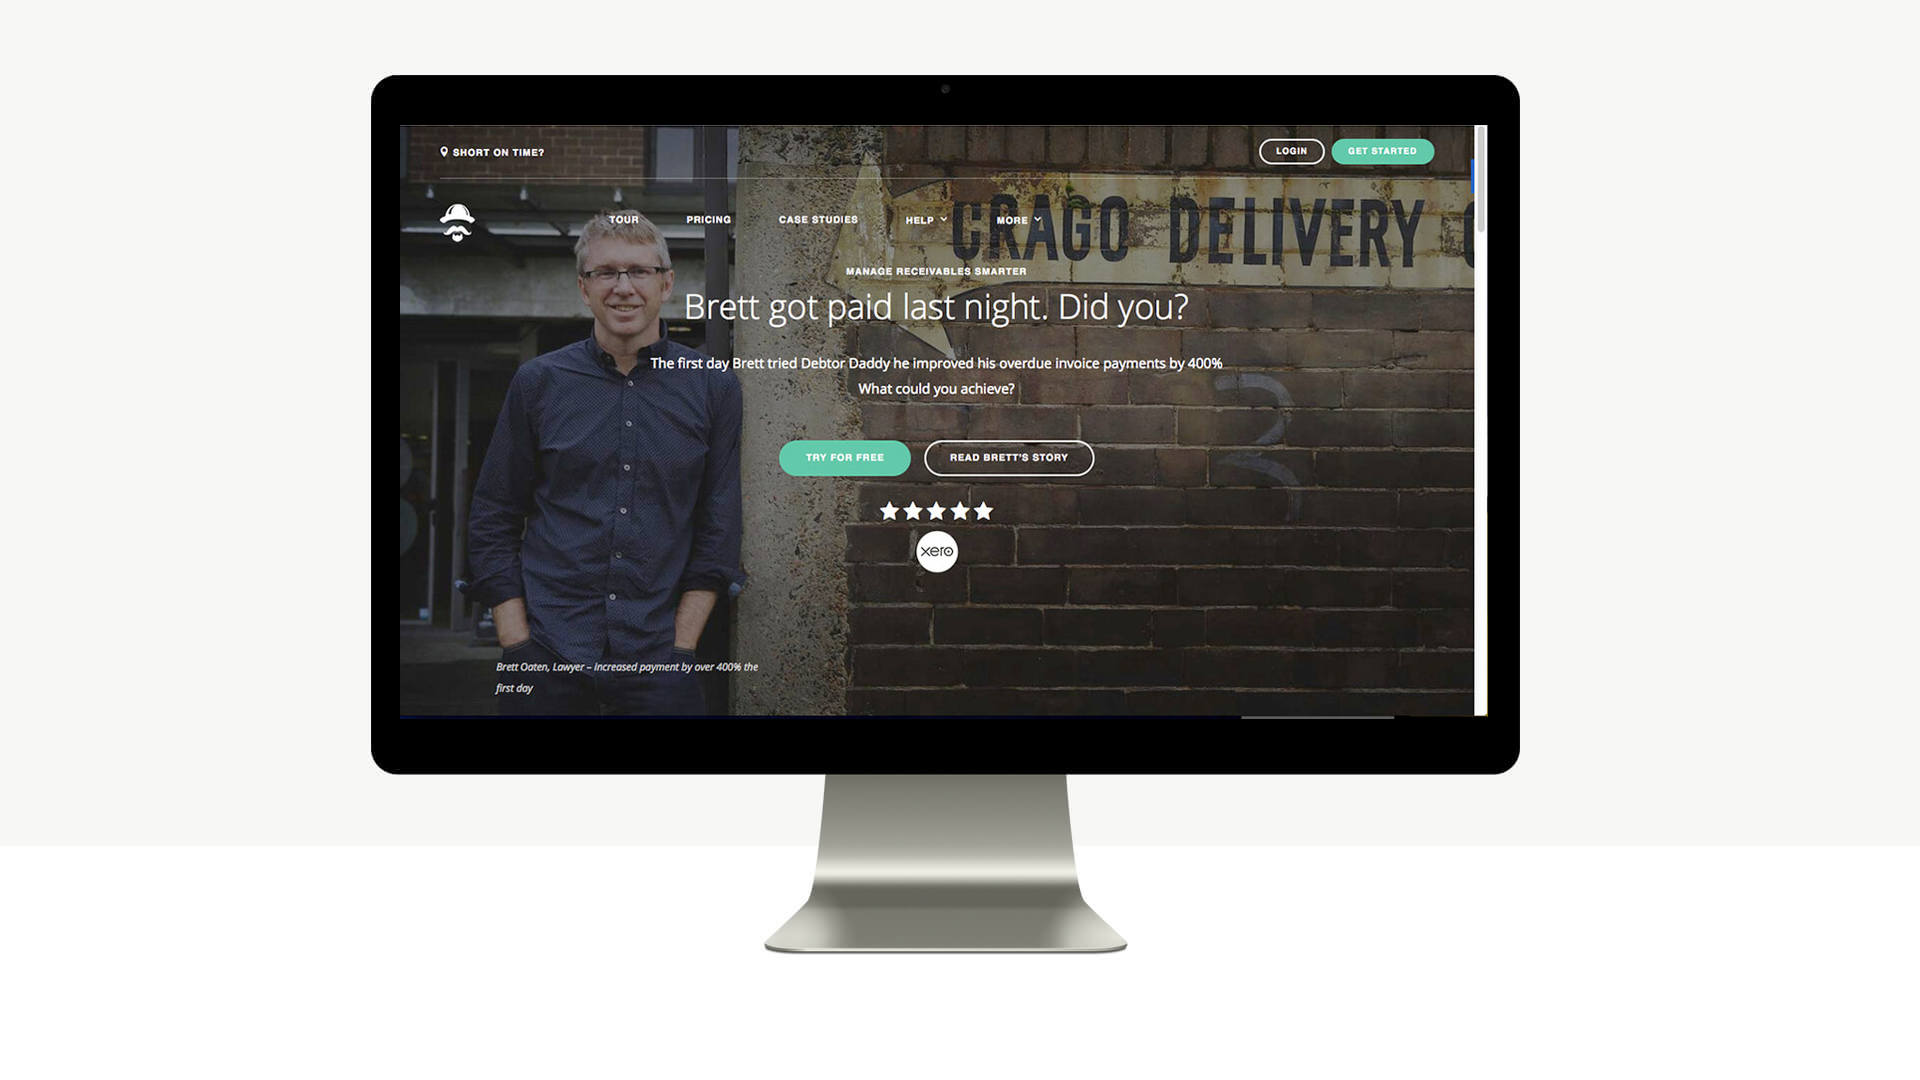 SHORT ON TIME?
LOGIN
GET STARTED
TOUR
PRICING
CASE STUDIES
HELP
MORE
CRAGO DELIVERY
MANAGE RECEIVABLES SMARTER
Brett got paid last night. Did you?
The first day Brett tried Debtor Daddy he improved his overdue invoice payments by 400%
What could you achieve?
TRY FOR FREE
READ BRETT'S STORY
xero
Brett Oaten, Lawyer – Increased payment by over 400% the
first day